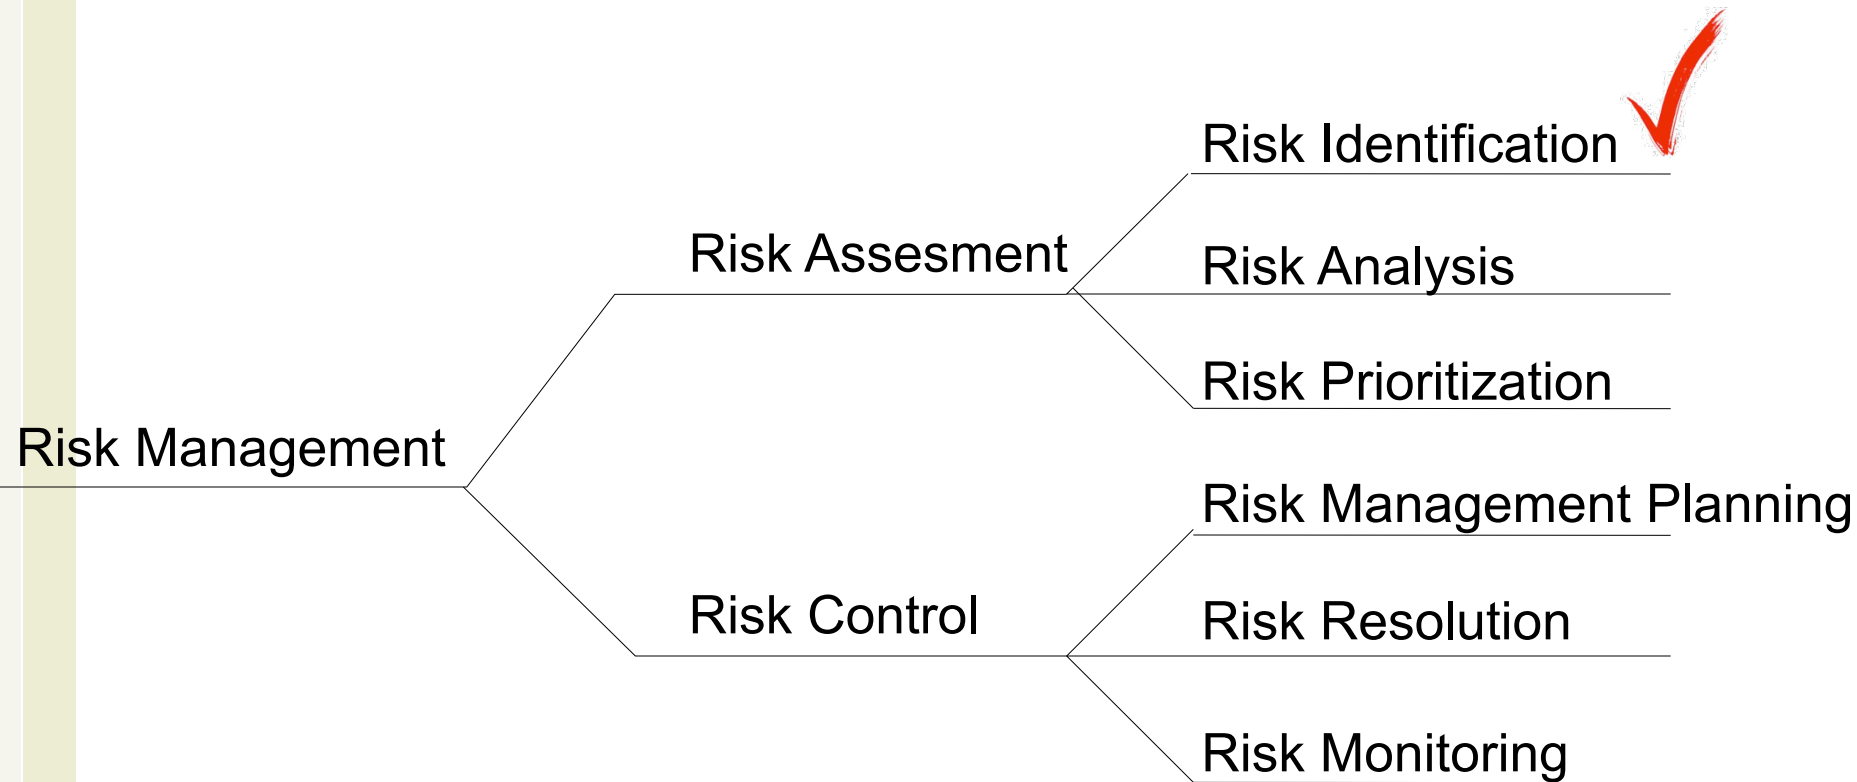 Risk Identification
Risk Assesment
Risk Analysis
Risk Prioritization
Risk Management
Risk Management Planning
Risk Control
Risk Resolution
Risk Monitoring